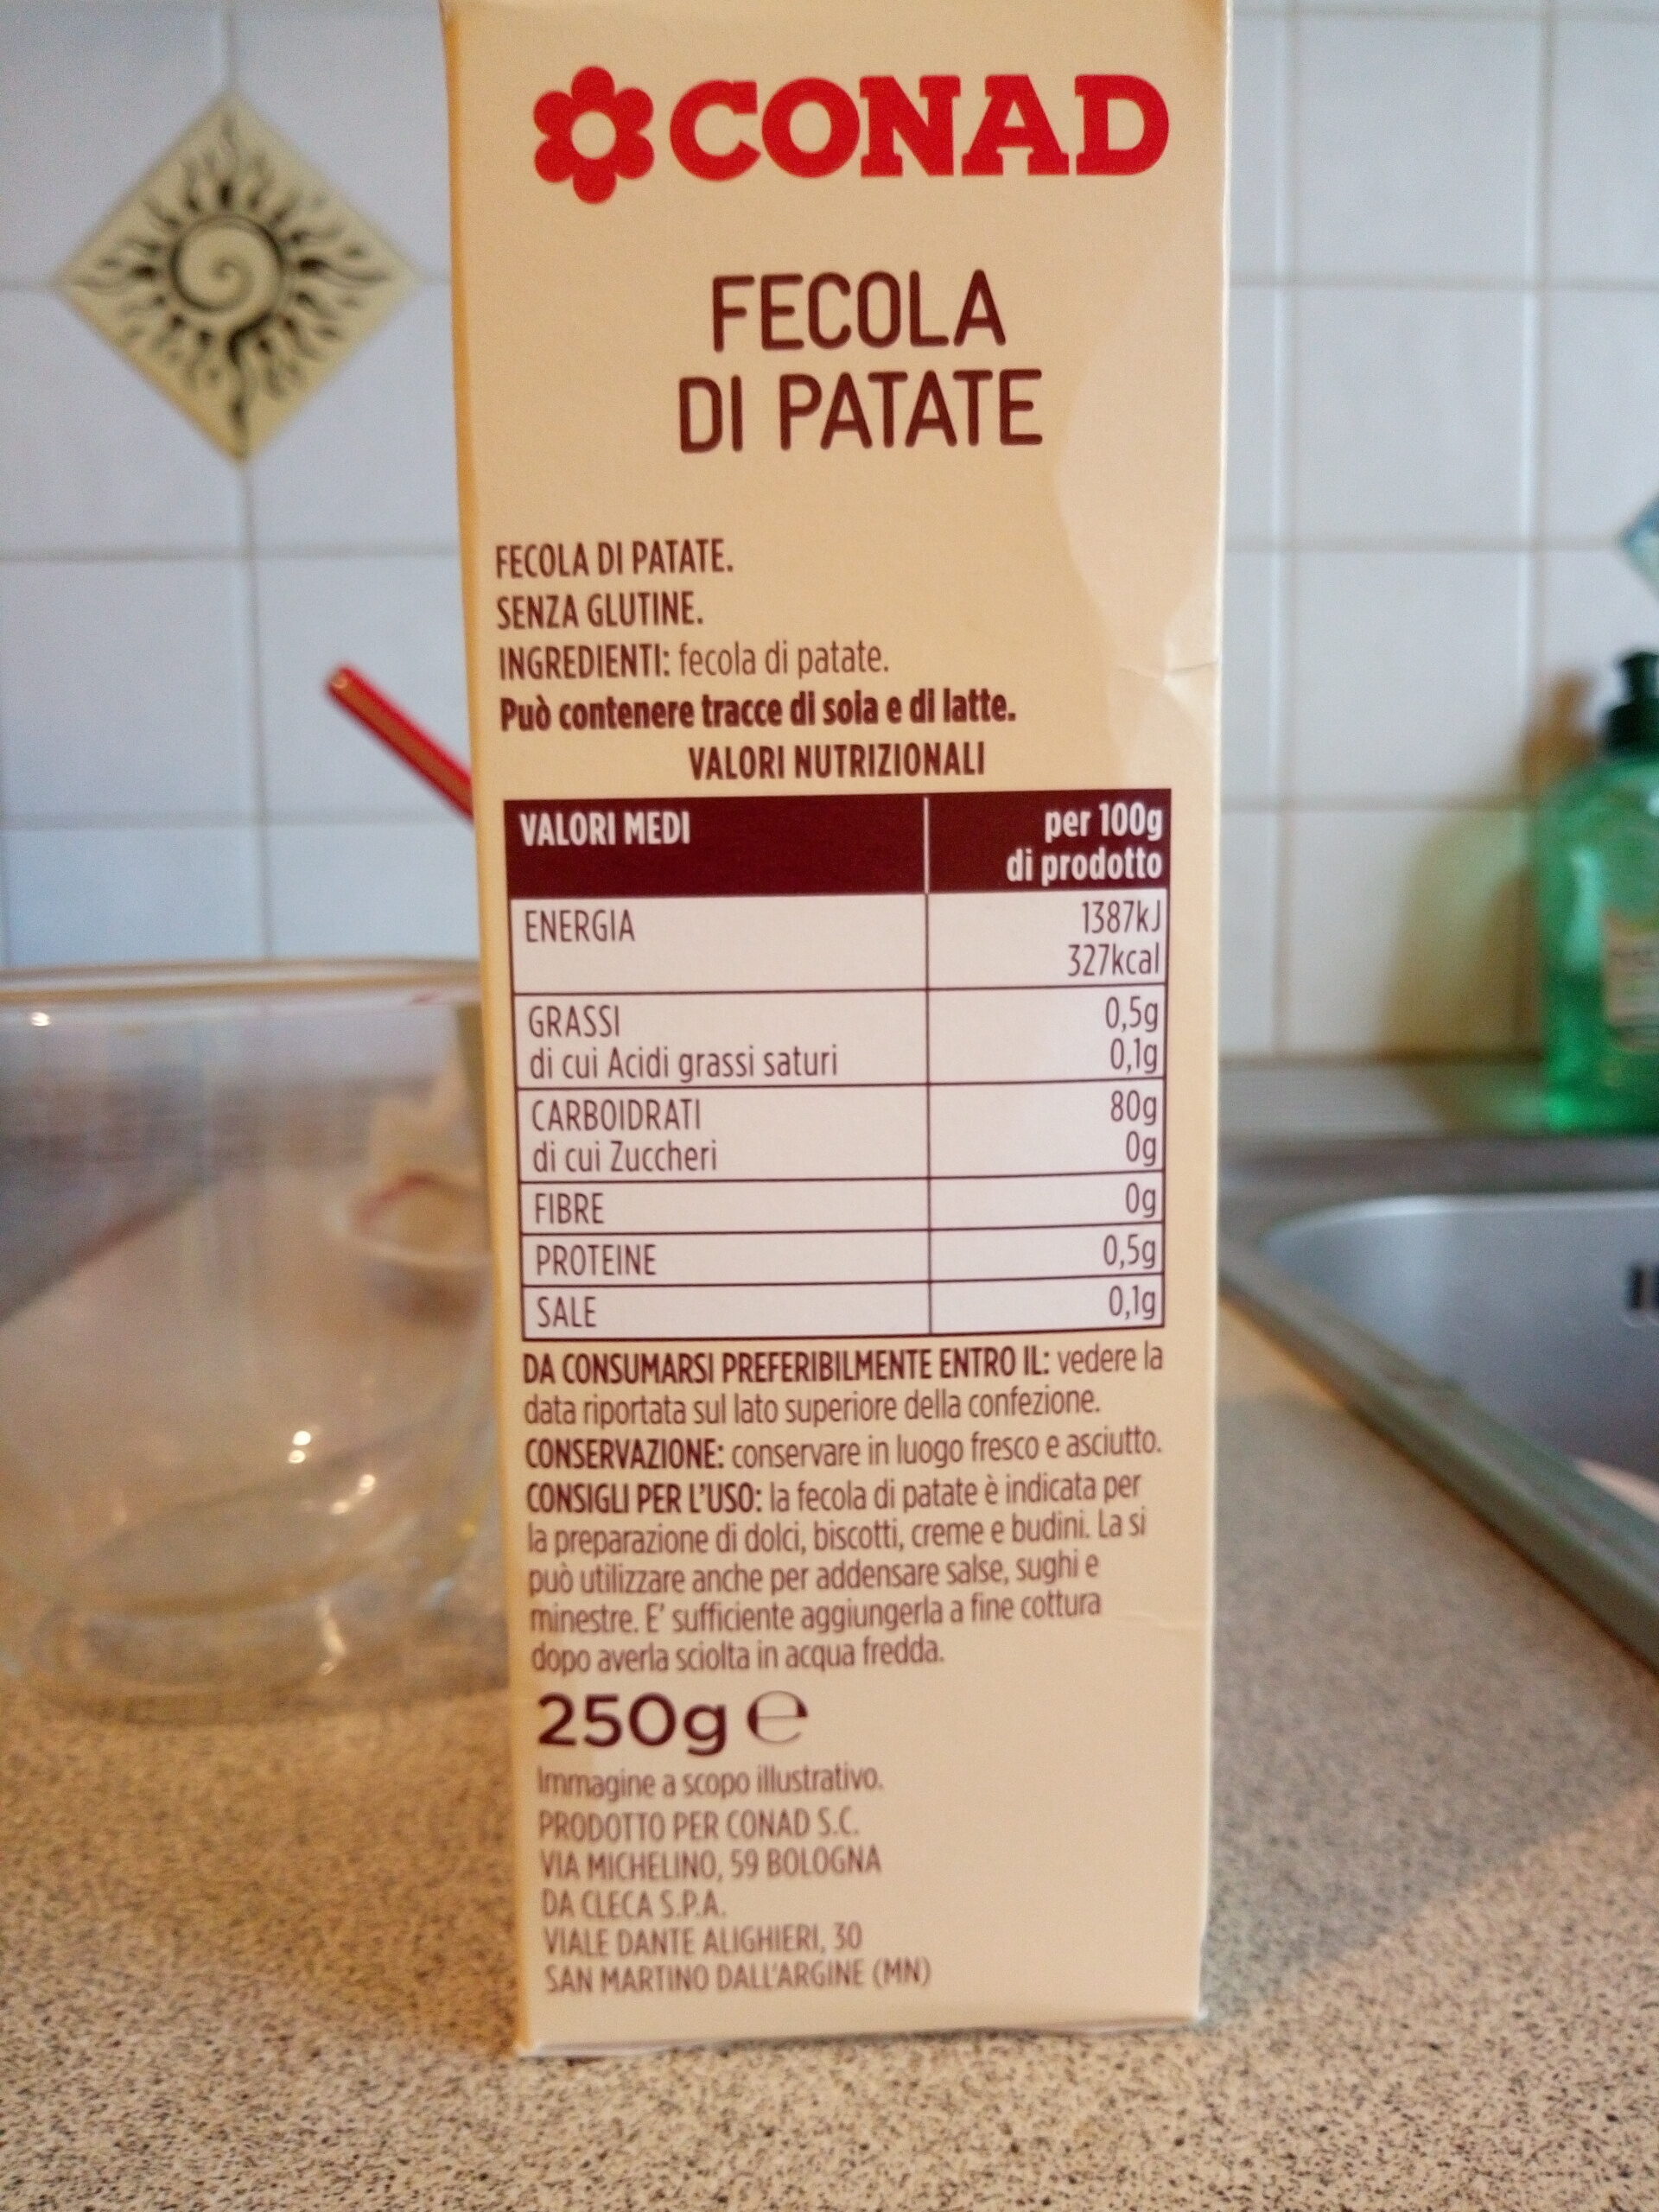 CONAD
FECOLA
DI PATATE
FECOLA DI PATATE.
SENZA GLUTINE.
INGREDIENTI: fecola di patate.
Può contenere tracce di soia e di latte.
VALORI NUTRIZIONALI
VALORI MEDI per 100g
di prodotto
ENERGIA 1387kJ
327kcal
GRASSI 0,5g
di cui Acidi grassi saturi 0,1g
CARBOIDRATI 80g
di cui Zuccheri 0g
FIBRE 0g
PROTEINE 0,5g
SALE 0,1g
DA CONSUMARSI PREFERIBILMENTE ENTRO IL: vedere la
data riportata sul lato superiore della confezione.
CONSERVAZIONE: conservare in luogo fresco e asciutto.
CONSIGLI PER L'USO: la fecola di patate è indicata per
la preparazione di dolci, biscotti, creme e budini. La si
può utilizzare anche per addensare salse, sughi e
minestre. E' sufficiente aggiungerla a fine cottura
dopo averla sciolta in acqua fredda.
250g e
Immagine a scopo illustrativo.
PRODOTTO PER CONAD S.C.
VIA MICHELINO, 59 BOLOGNA
DA CLECA S.P.A.
VIALE DANTE ALIGHIERI, 30
SAN MARTINO DALL'ARGINE (MN)